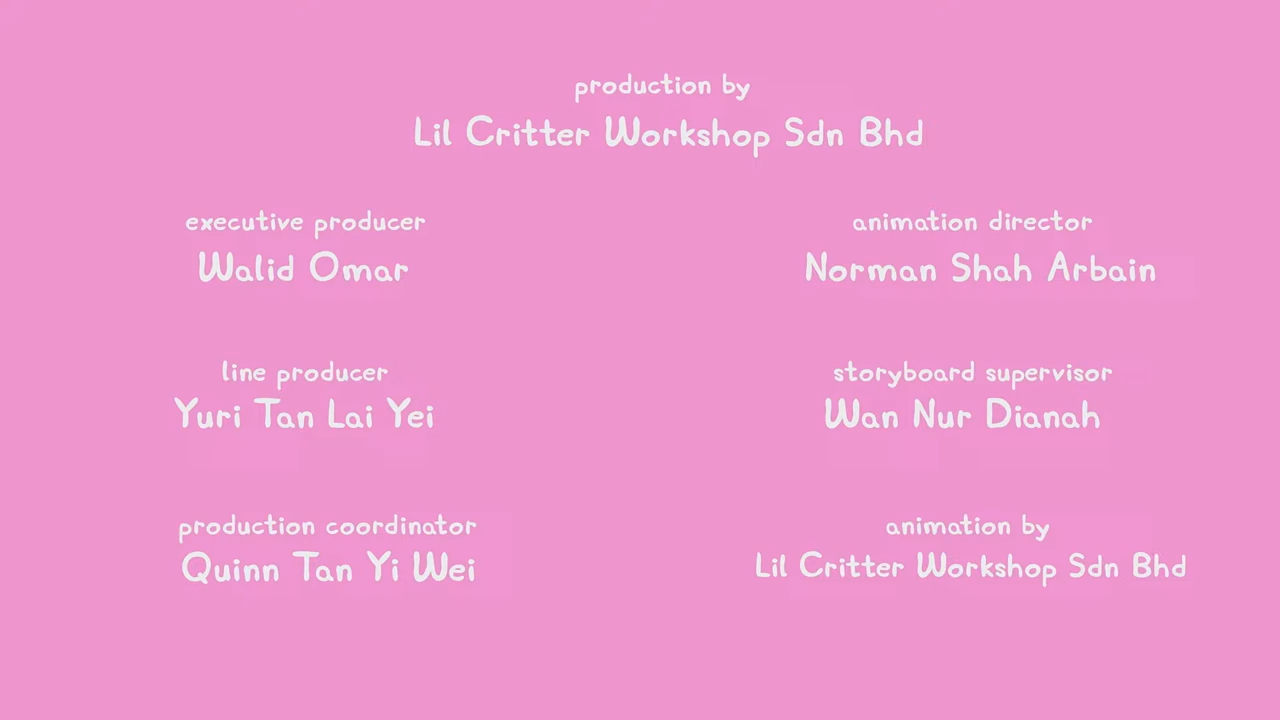 production by
Lil Critter Workshop Sdn Bhd
executive producer
Walid Omar
animation director
Norman Shah Arbain
line producer
Yuri Tan Lai Yei
storyboard supervisor
Wan Nur Dianah
production coordinator
Quinn Tan Yi Wei
animation by
Lil Critter Workshop Sdn Bhd